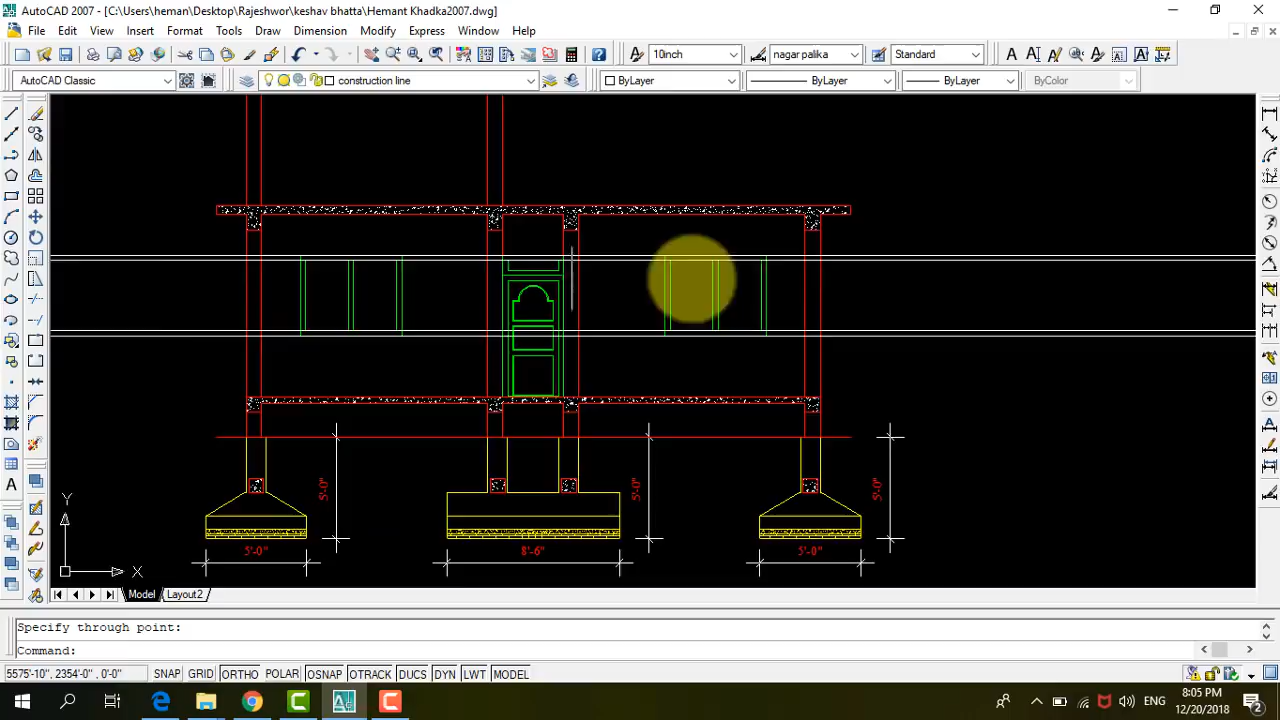 AutoCAD 2007 - [C:\Users\heman\Desktop\Rajeshwor\keshav bhatta\Hemant Khadka2007.dwg]
File Edit View Insert Format Tools Draw Dimension Modify Express Window Help
10inch nagar palika Standard
AutoCAD Classic construction line ByLayer ByLayer ByLayer ByColor
5'-0" 5'-0" 5'-0"
5'-0" 8'-6" 5'-0"
Y
X
Model Layout2
Specify through point:
Command:
5575'-10", 2354'-0" , 0'-0" SNAP GRID ORTHO POLAR OSNAP OTRACK DUCS DYN LWT MODEL
ENG
8:05 PM
12/20/2018
2